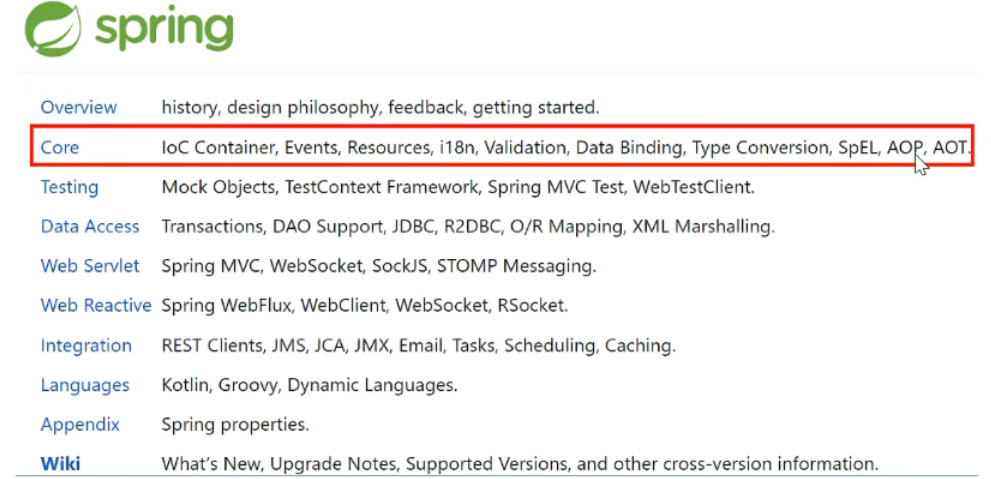 spring
Overview history, design philosophy, feedback, getting started.
Core IoC Container, Events, Resources, i18n, Validation, Data Binding, Type Conversion, SpEL, AOP, AOT.
Testing Mock Objects, TestContext Framework, Spring MVC Test, WebTestClient.
Data Access Transactions, DAO Support, JDBC, R2DBC, O/R Mapping, XML Marshalling.
Web Servlet Spring MVC, WebSocket, SockJS, STOMP Messaging.
Web Reactive Spring WebFlux, WebClient, WebSocket, RSocket.
Integration REST Clients, JMS, JCA, JMX, Email, Tasks, Scheduling, Caching.
Languages Kotlin, Groovy, Dynamic Languages.
Appendix Spring properties.
Wiki What's New, Upgrade Notes, Supported Versions, and other cross-version information.